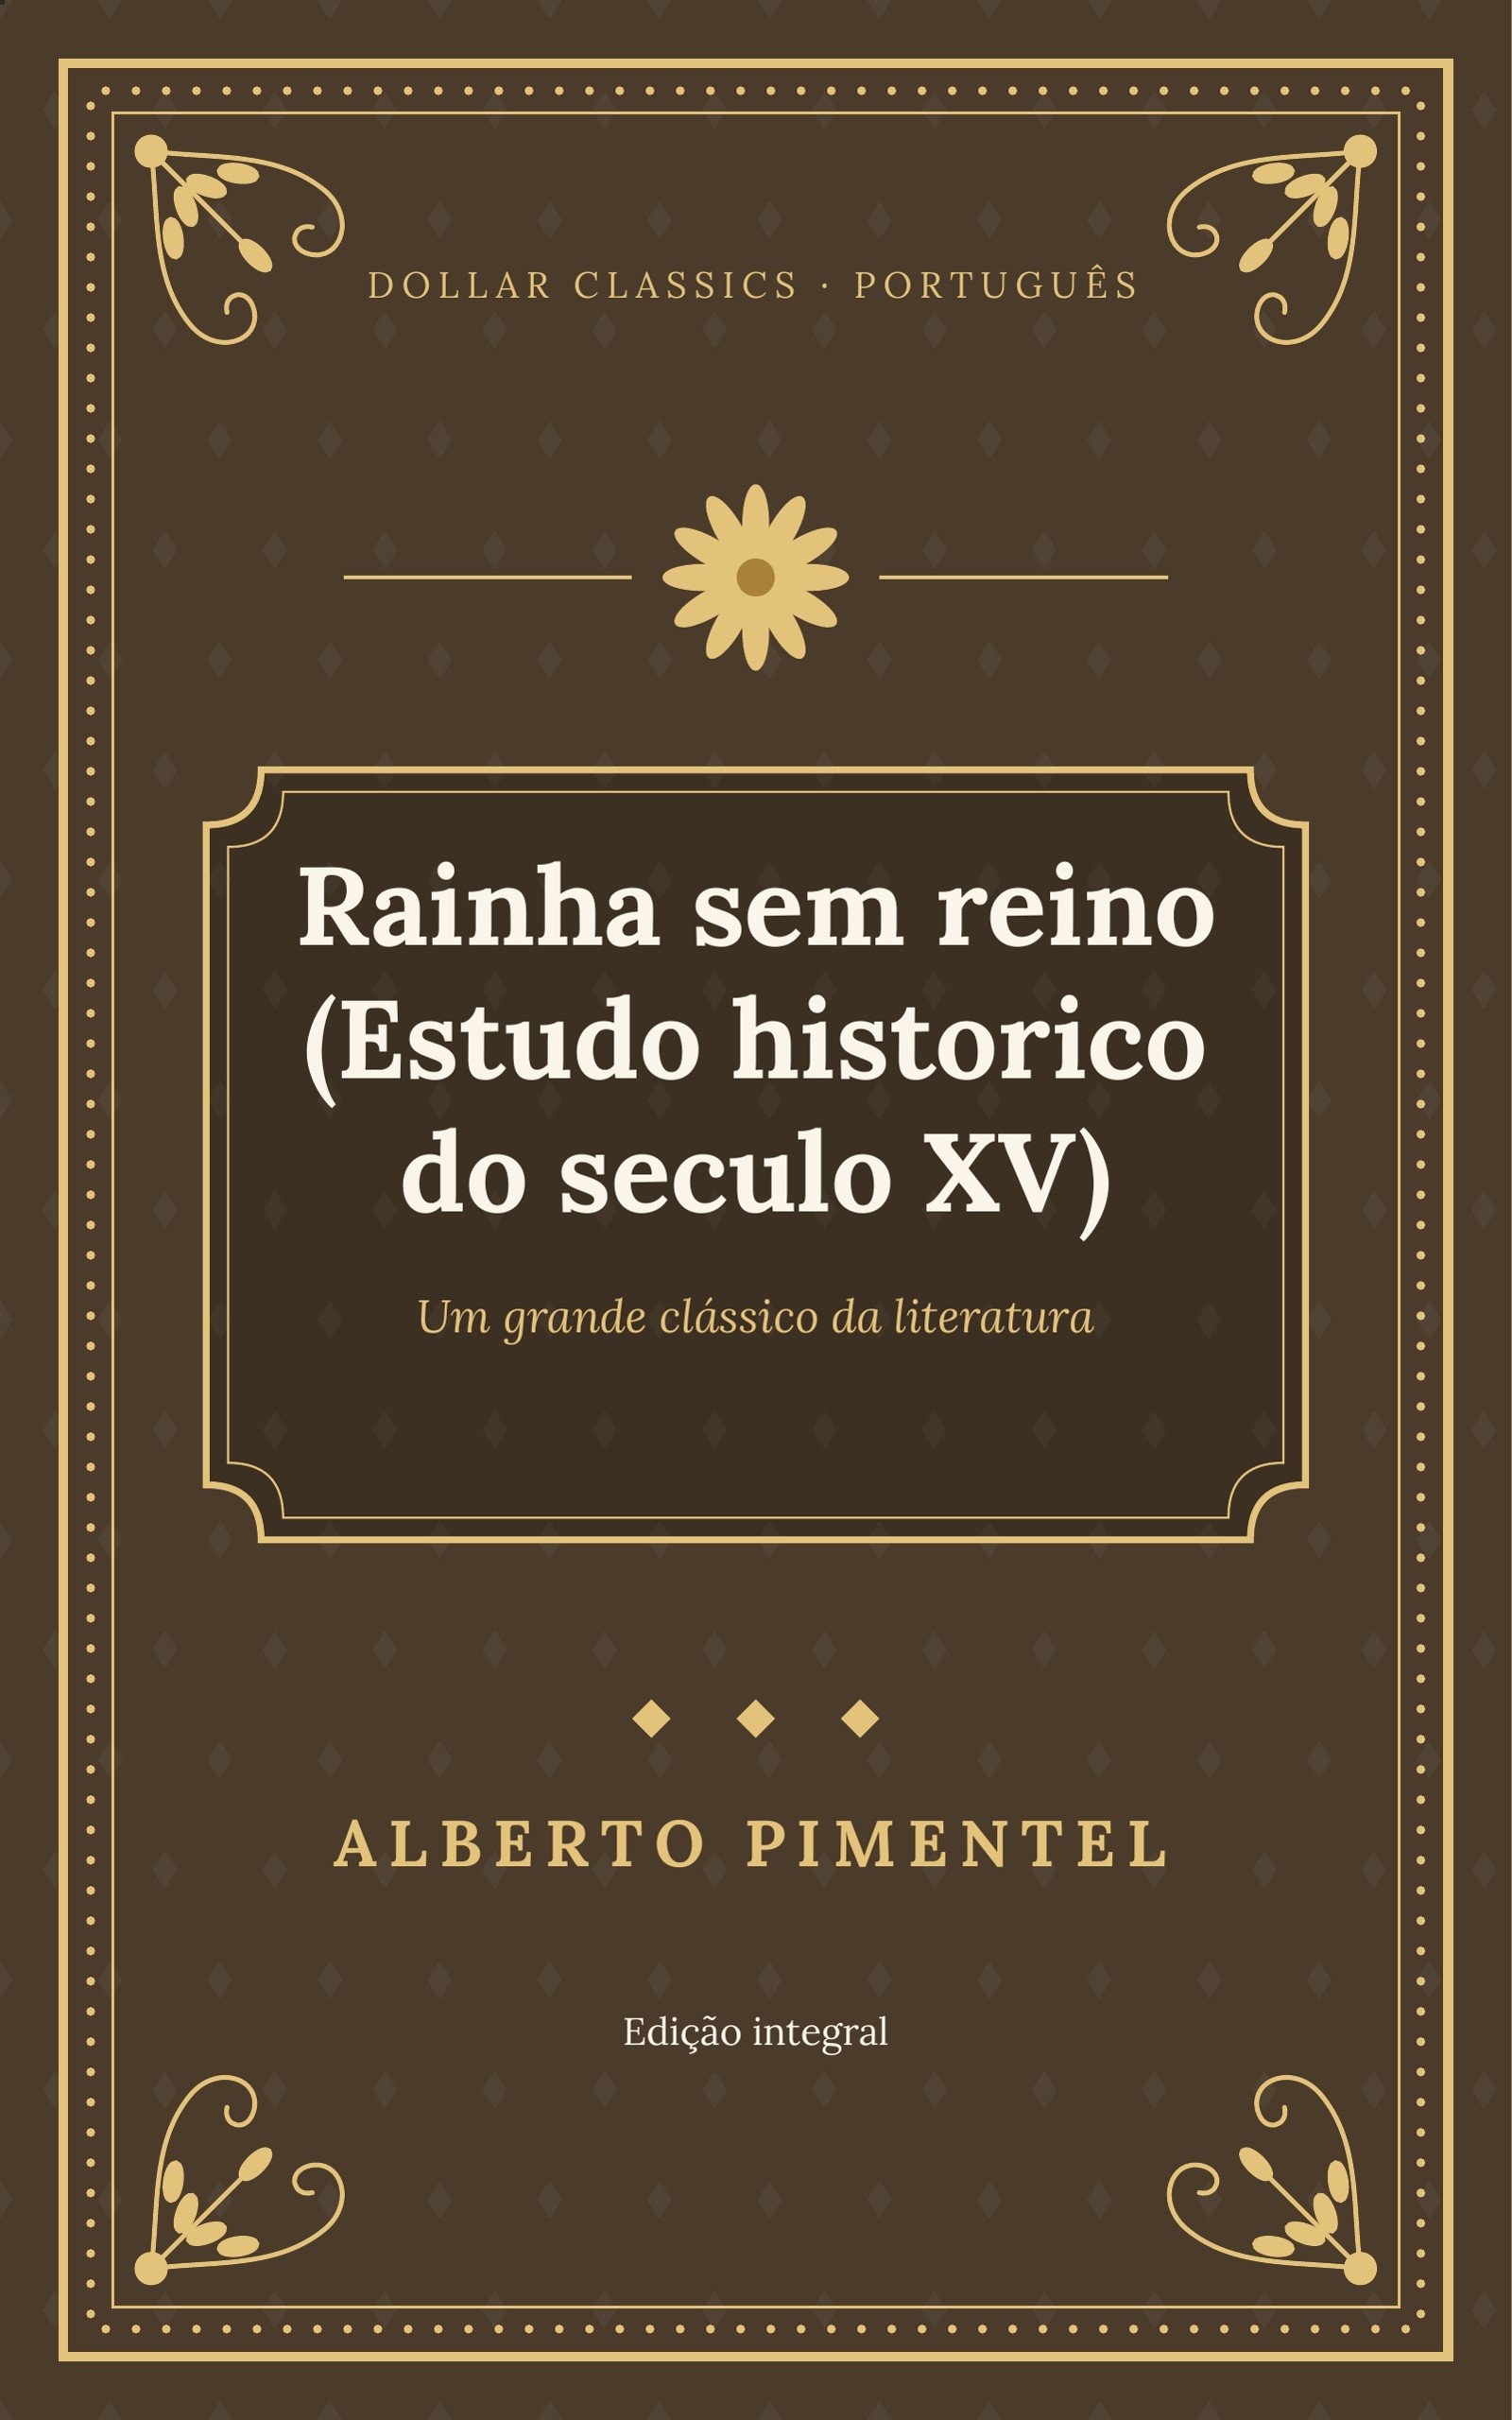 DOLLAR CLASSICS · PORTUGUÊS
Rainha sem reino
(Estudo historico
do seculo XV)
Um grande clássico da literatura
ALBERTO PIMENTEL
Edição integral